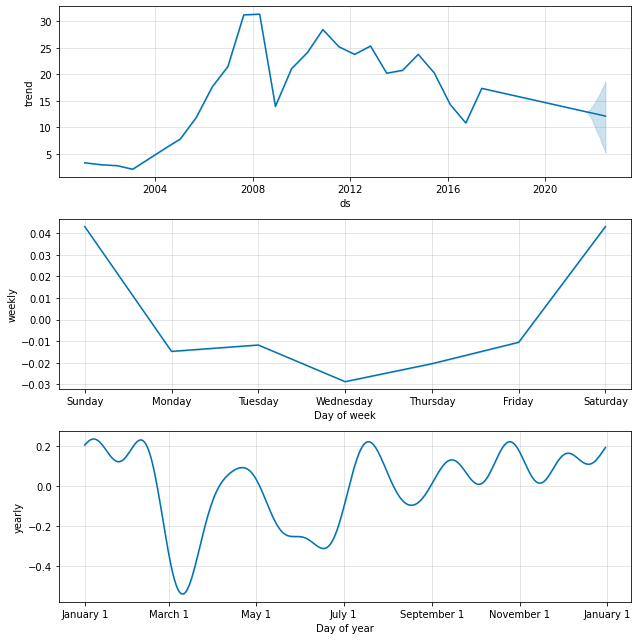 30
25
20
15
10
5
trend
2004 2008 2012 2016 2020
ds
0.04
0.03
0.02
0.01
0.00
−0.01
−0.02
−0.03
weekly
Sunday Monday Tuesday Wednesday Thursday Friday Saturday
Day of week
0.2
0.0
−0.2
−0.4
yearly
January 1 March 1 May 1 July 1 September 1 November 1 January 1
Day of year